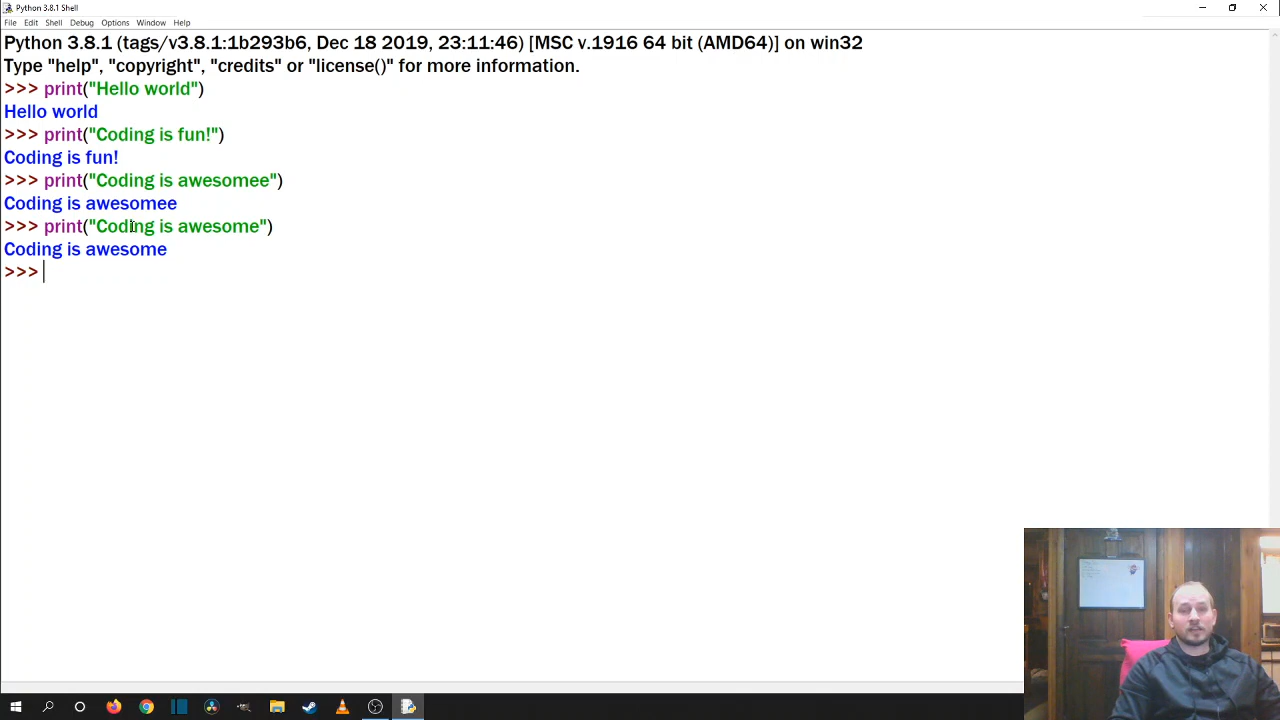 Python 3.8.1 Shell
File Edit Shell Debug Options Window Help
Python 3.8.1 (tags/v3.8.1:1b293b6, Dec 18 2019, 23:11:46) [MSC v.1916 64 bit (AMD64)] on win32
Type "help", "copyright", "credits" or "license()" for more information.
>>> print("Hello world")
Hello world
>>> print("Coding is fun!")
Coding is fun!
>>> print("Coding is awesomee")
Coding is awesomee
>>> print("Coding is awesome")
Coding is awesome
>>>